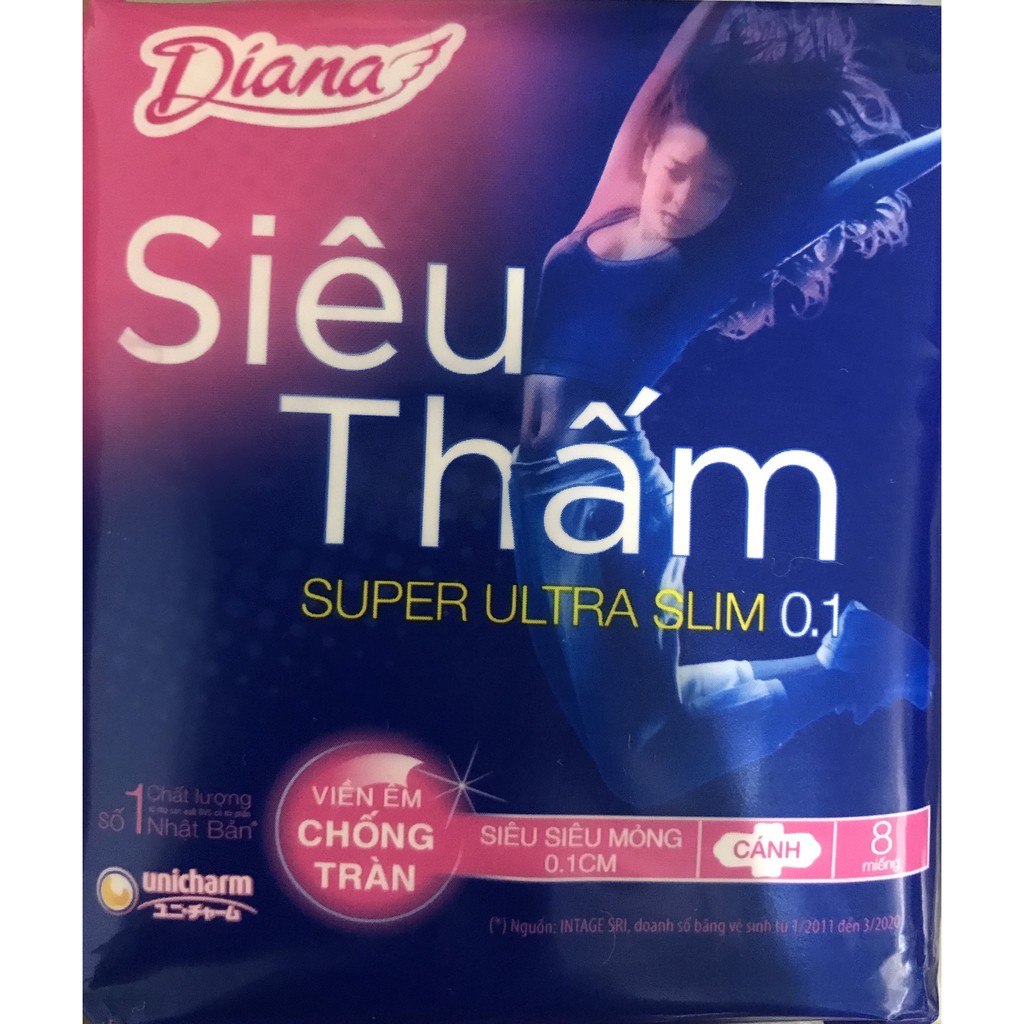 Diana
Siêu
Thấm
SUPER ULTRA SLIM 0.1
SỐ 1 Chất lượng
Nhật Bản*
unicharm
ユニ・チャーム
VIỀN ÊM
CHỐNG
TRÀN
SIÊU SIÊU MỎNG
0.1CM
CÁNH
8
miếng
(*) Nguồn: INTAGE SRI, doanh số băng vệ sinh từ 1/2011 đến 3/2020